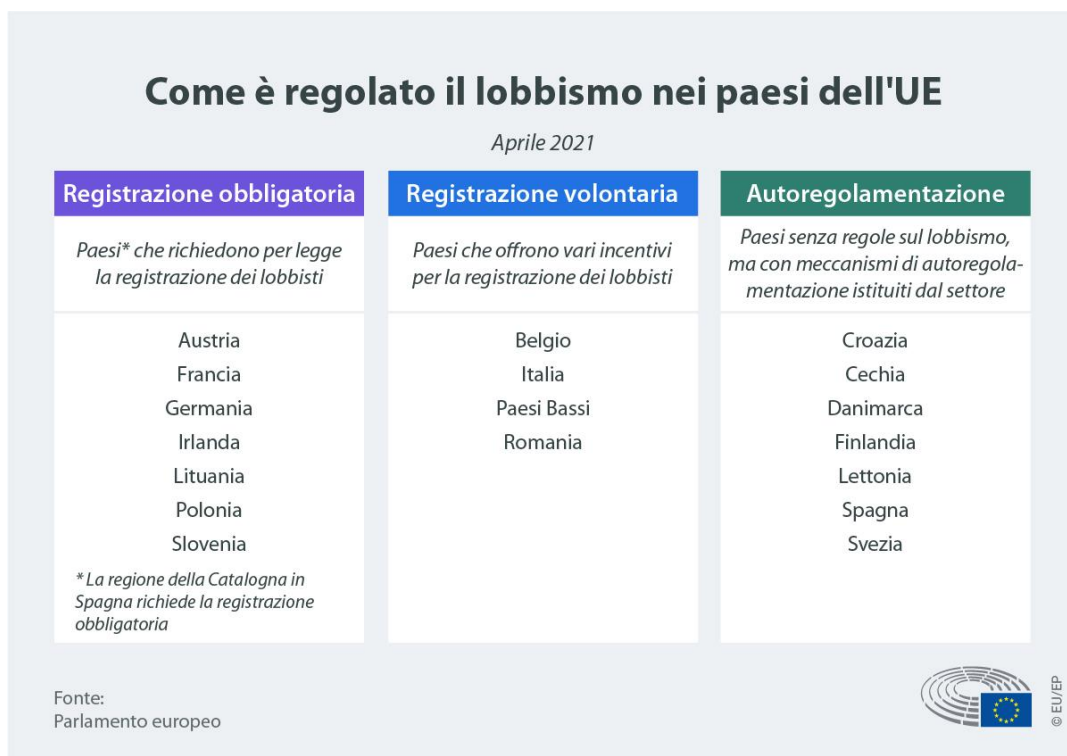 Come è regolato il lobbismo nei paesi dell'UE
Aprile 2021
Registrazione obbligatoria
Paesi* che richiedono per legge
la registrazione dei lobbisti
Austria
Francia
Germania
Irlanda
Lituania
Polonia
Slovenia
* La regione della Catalogna in
Spagna richiede la registrazione
obbligatoria
Registrazione volontaria
Paesi che offrono vari incentivi
per la registrazione dei lobbisti
Belgio
Italia
Paesi Bassi
Romania
Autoregolamentazione
Paesi senza regole sul lobbismo,
ma con meccanismi di autoregola-
mentazione istituiti dal settore
Croazia
Cechia
Danimarca
Finlandia
Lettonia
Spagna
Svezia
Fonte:
Parlamento europeo
© EU/EP